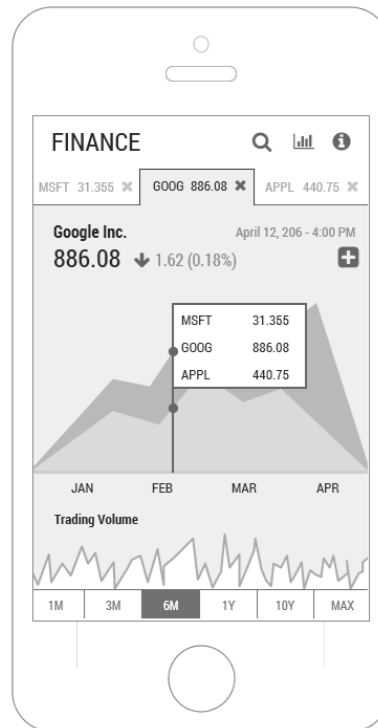 FINANCE
MSFT 31.355 GOOG 886.08 APPL 440.75
Google Inc. April 12, 206 - 4:00 PM
886.08 1.62 (0.18%)
MSFT 31.355
GOOG 886.08
APPL 440.75
JAN FEB MAR APR
Trading Volume
1M 3M 6M 1Y 10Y MAX